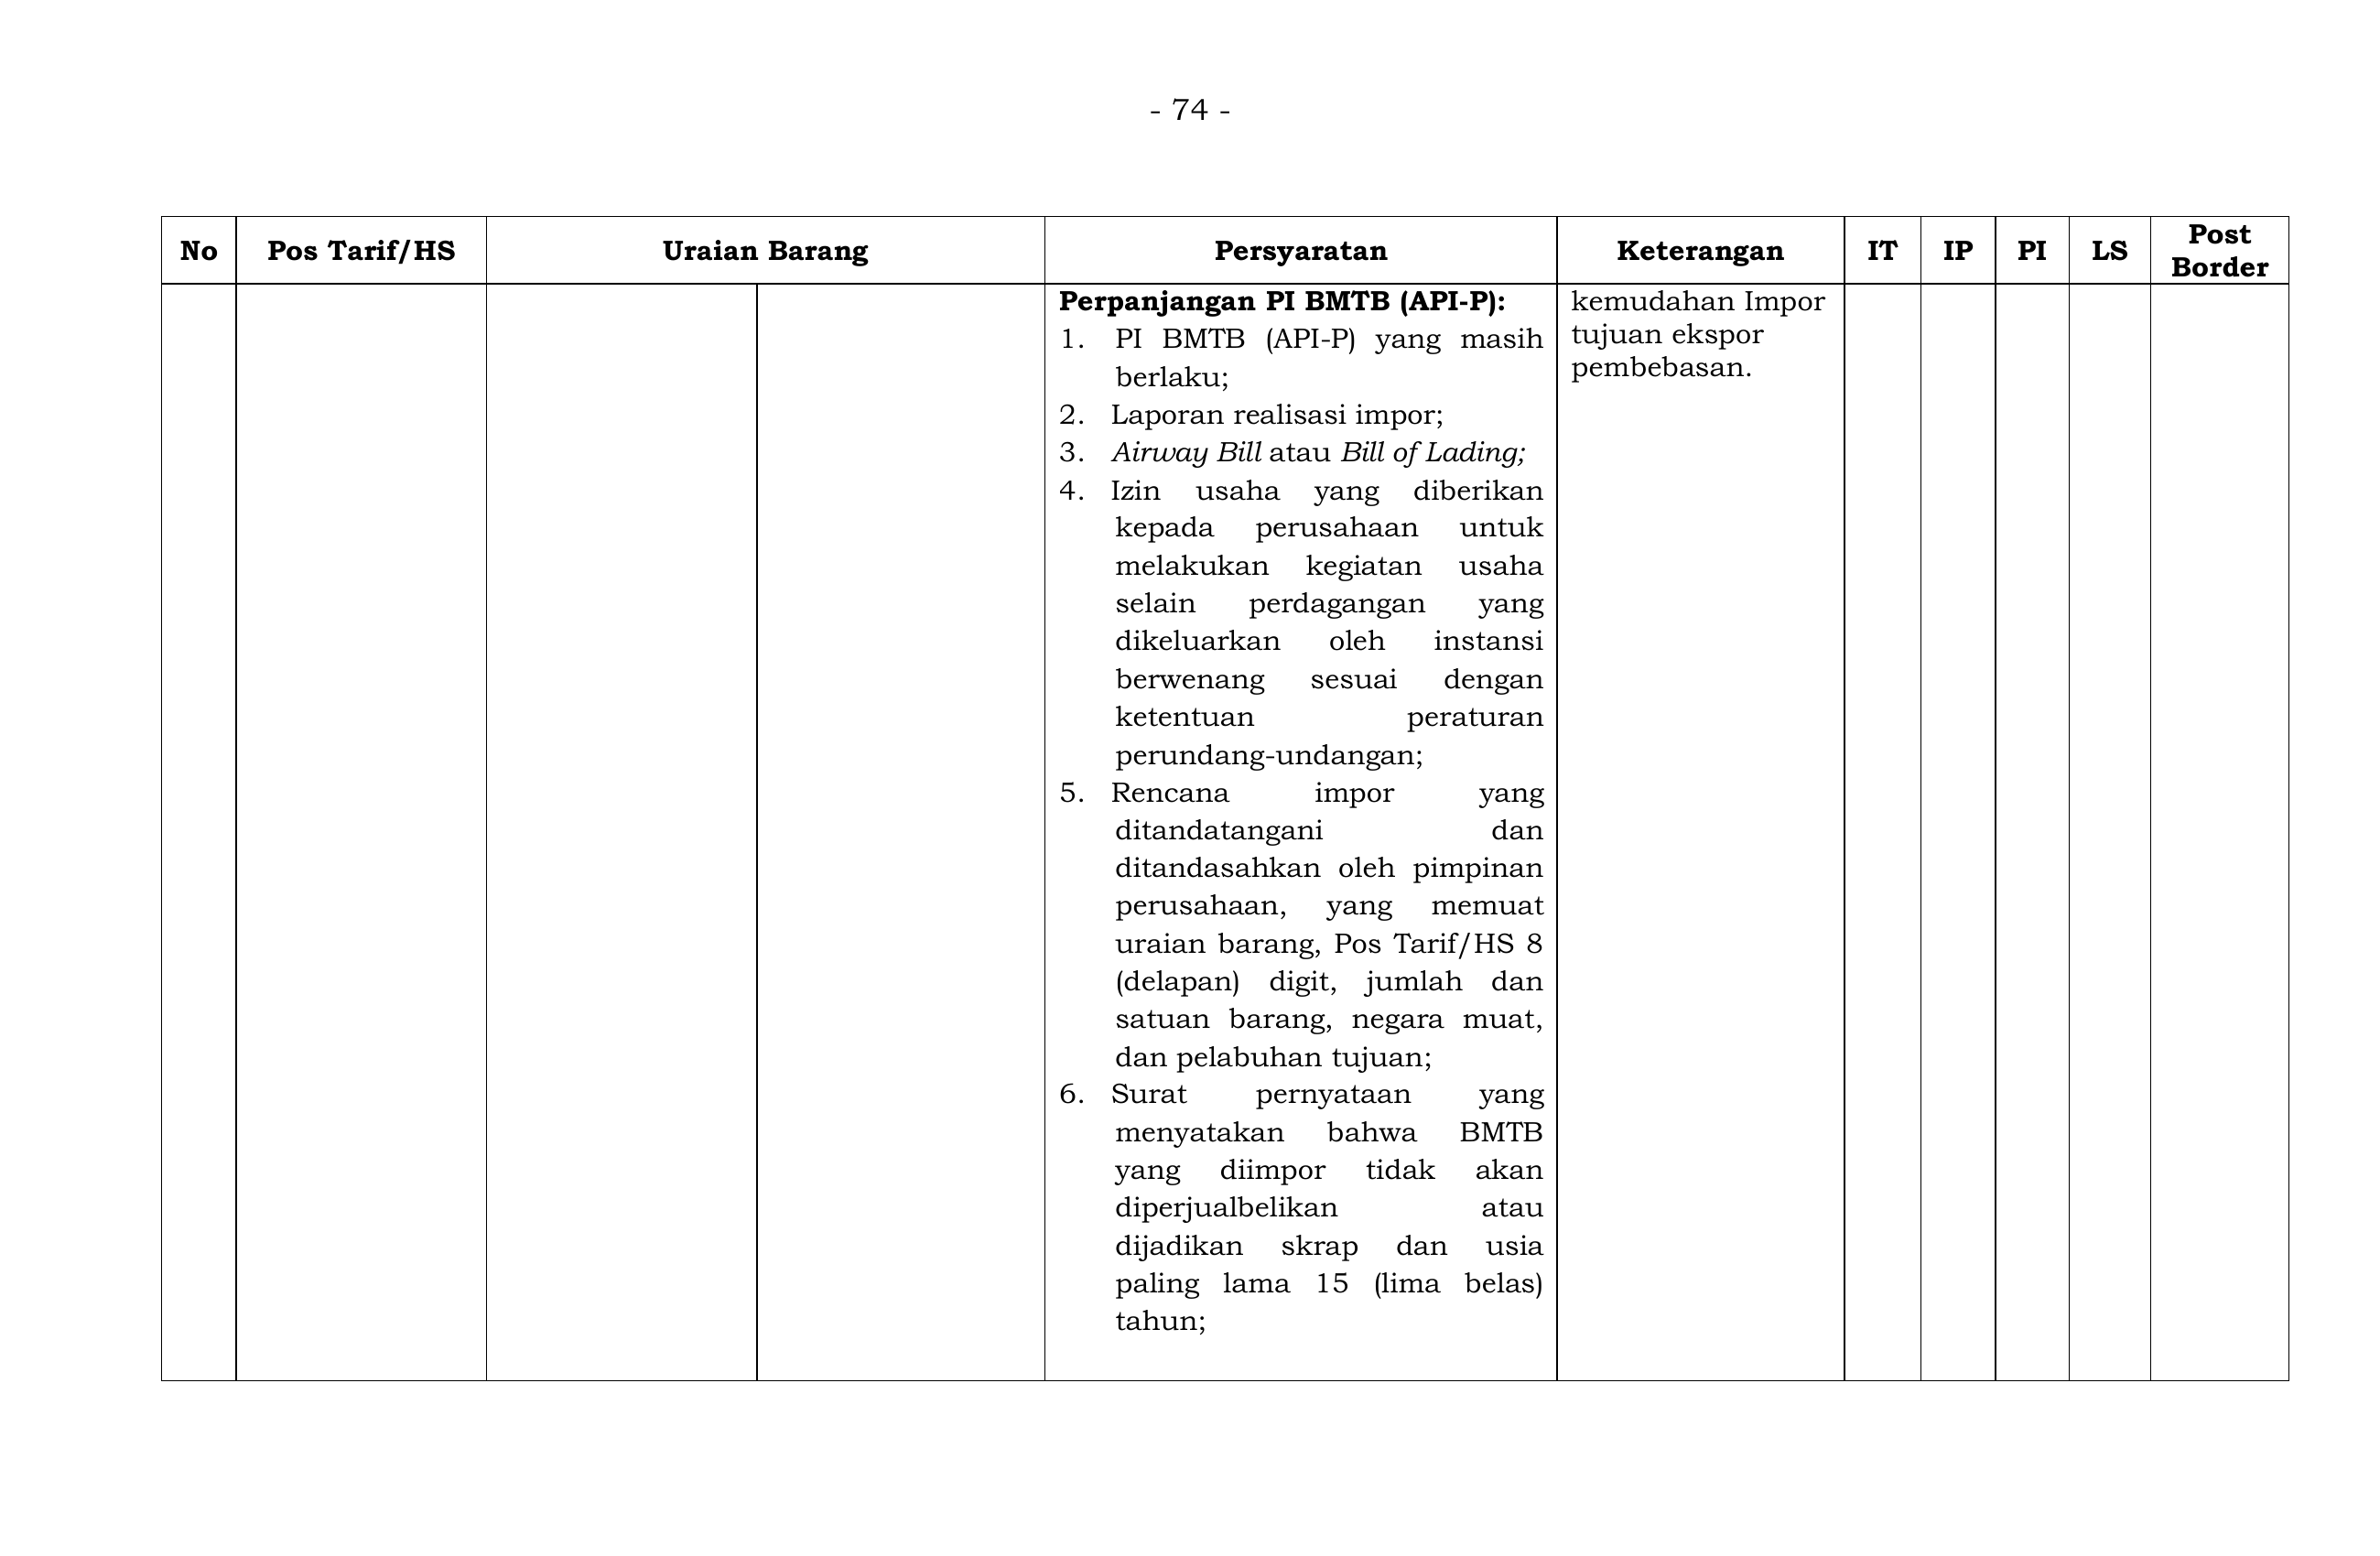 - 74 -
No Pos Tarif/HS Uraian Barang Persyaratan Keterangan IT IP PI LS Post Border
Perpanjangan PI BMTB (API-P):
1. PI BMTB (API-P) yang masih
berlaku;
2. Laporan realisasi impor;
3. Airway Bill atau Bill of Lading;
4. Izin usaha yang diberikan
kepada perusahaan untuk
melakukan kegiatan usaha
selain perdagangan yang
dikeluarkan oleh instansi
berwenang sesuai dengan
ketentuan peraturan
perundang-undangan;
5. Rencana impor yang
ditandatangani dan
ditandasahkan oleh pimpinan
perusahaan, yang memuat
uraian barang, Pos Tarif/HS 8
(delapan) digit, jumlah dan
satuan barang, negara muat,
dan pelabuhan tujuan;
6. Surat pernyataan yang
menyatakan bahwa BMTB
yang diimpor tidak akan
diperjualbelikan atau
dijadikan skrap dan usia
paling lama 15 (lima belas)
tahun;
kemudahan Impor
tujuan ekspor
pembebasan.